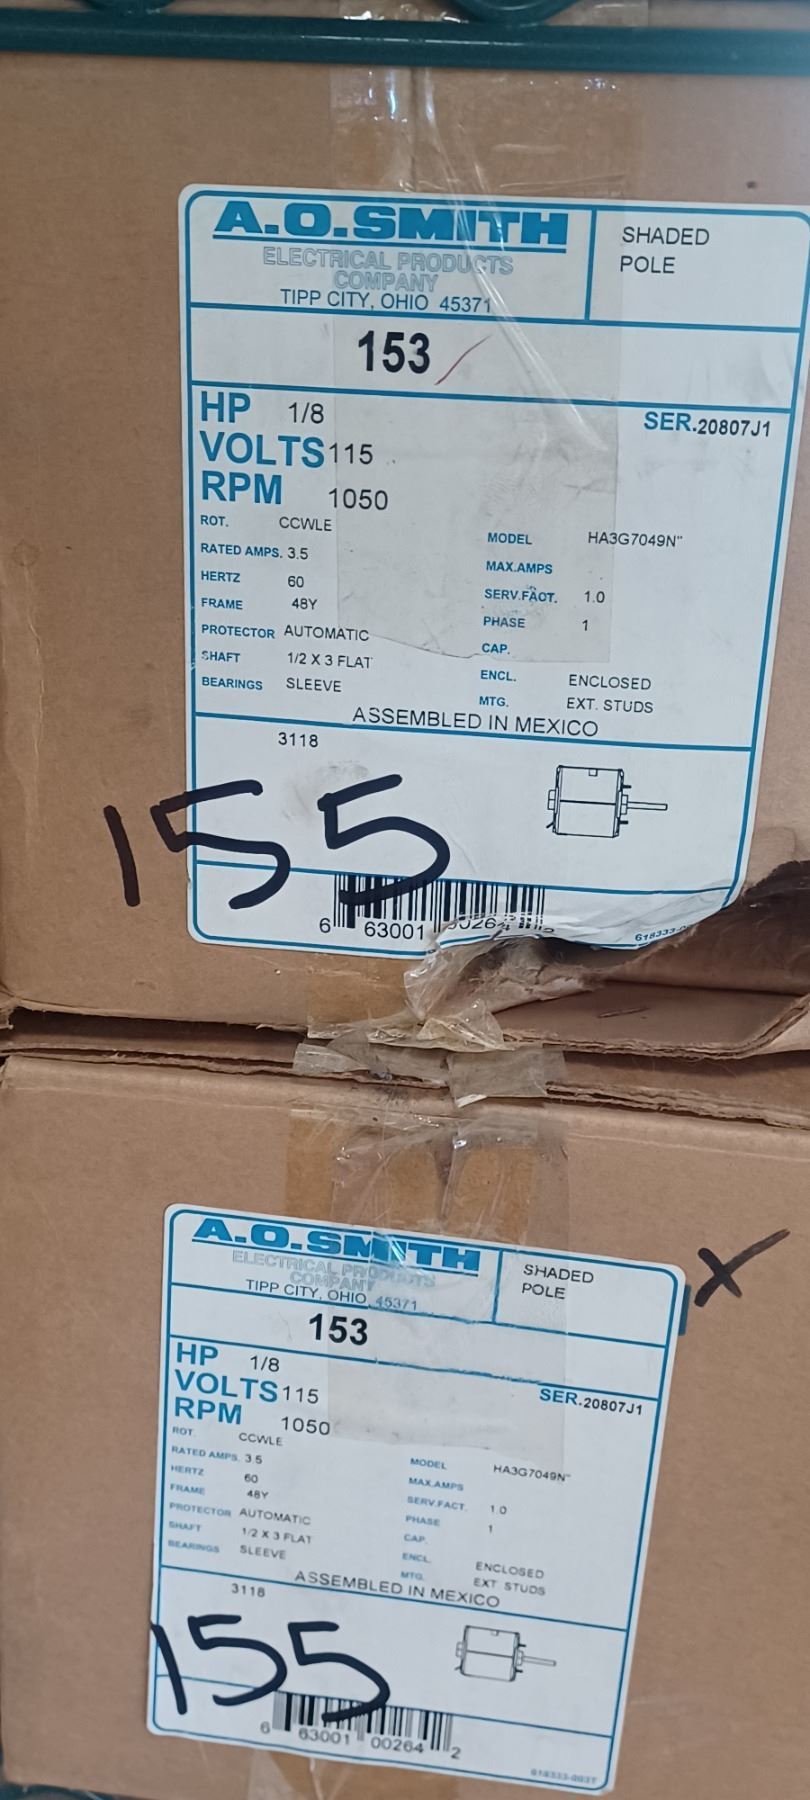 A.O.SMITH
ELECTRICAL PRODUCTS
COMPANY
TIPP CITY, OHIO 45371
SHADED
POLE
153
HP 1/8
SER.20807J1
VOLTS 115
RPM 1050
ROT. CCWLE
MODEL HA3G7049N"
RATED AMPS. 3.5
MAX.AMPS
HERTZ 60
SERV.FACT. 1.0
FRAME 48Y
PHASE 1
PROTECTOR AUTOMATIC
CAP.
SHAFT 1/2 X 3 FLAT
ENCL. ENCLOSED
BEARINGS SLEEVE
MTG. EXT. STUDS
ASSEMBLED IN MEXICO
3118
155
6 63001
618333-
A.O.SMITH
ELECTRICAL PRODUCTS
COMPANY
TIPP CITY, OHIO 45371
SHADED
POLE
X
153
HP 1/8
SER.20807J1
VOLTS 115
RPM 1050
ROT. CCWLE
MODEL HA3G7049N"
RATED AMPS. 3.5
MAX.AMPS
HERTZ 60
SERV.FACT. 1.0
FRAME 48Y
PHASE 1
PROTECTOR AUTOMATIC
CAP.
SHAFT 1/2 X 3 FLAT
ENCL. ENCLOSED
BEARINGS SLEEVE
MTG. EXT. STUDS
ASSEMBLED IN MEXICO
3118
155
6 63001 00264 2
618333-003T